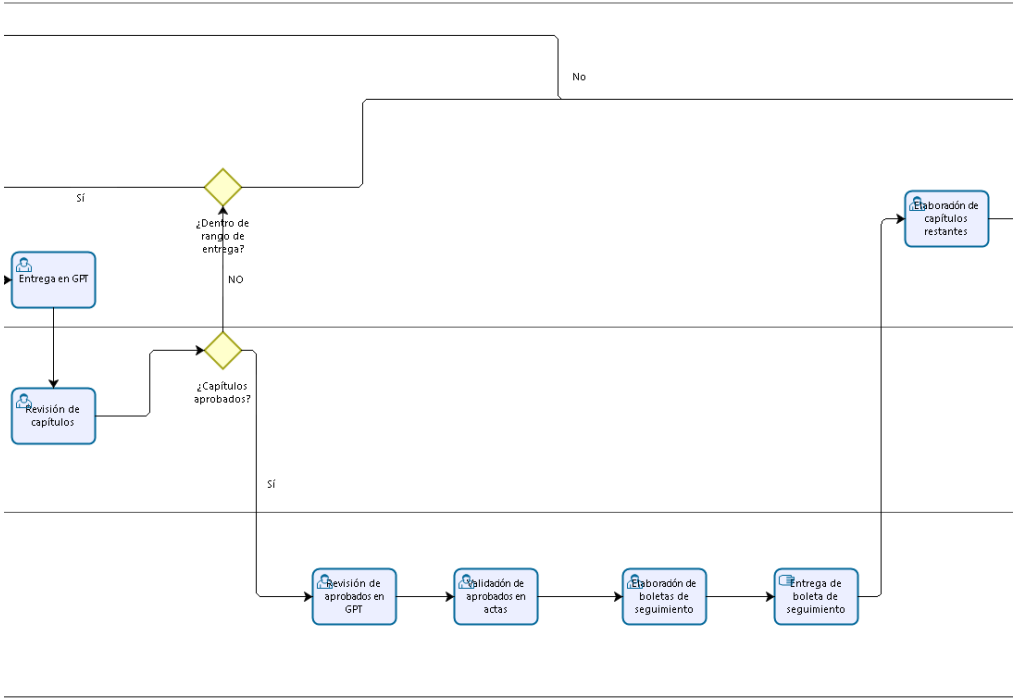 No
Sí
¿Dentro de
rango de
entrega?
Elaboración de
capítulos
restantes
Entrega en GPT
NO
¿Capítulos
aprobados?
Revisión de
capítulos
Sí
Revisión de
aprobados en
GPT
Validación de
aprobados en
actas
Elaboración de
boletas de
seguimiento
Entrega de
boleta de
seguimiento